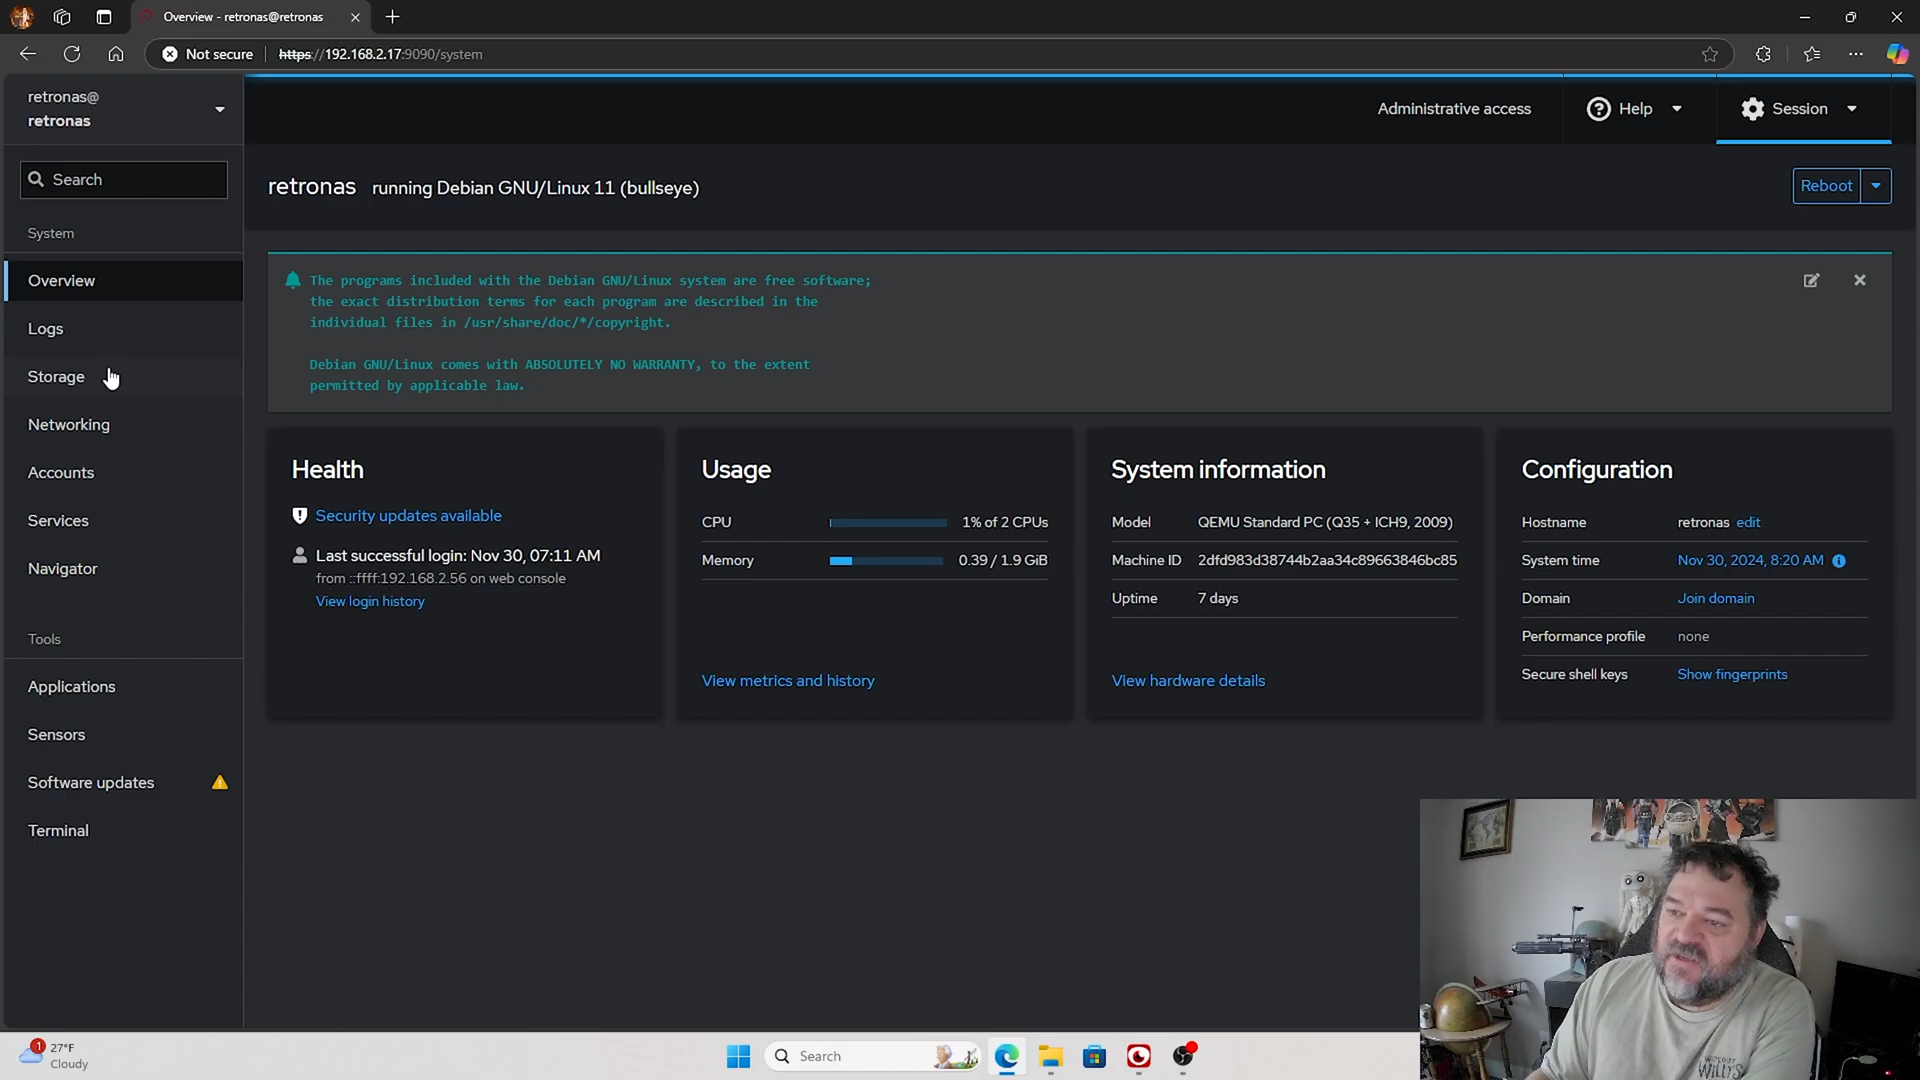 Overview - retronas@retronas
Not secure
https://192.168.2.17:9090/system
retronas@
retronas
Administrative access
Help
Session
Search
retronas running Debian GNU/Linux 11 (bullseye)
Reboot
System
Overview
Logs
Storage
Networking
Accounts
Services
Navigator
Tools
Applications
Sensors
Software updates
Terminal
The programs included with the Debian GNU/Linux system are free software;
the exact distribution terms for each program are described in the
individual files in /usr/share/doc/*/copyright.
Debian GNU/Linux comes with ABSOLUTELY NO WARRANTY, to the extent
permitted by applicable law.
Health
Security updates available
Last successful login: Nov 30, 07:11 AM
from ::ffff:192.168.2.56 on web console
View login history
Usage
CPU 1% of 2 CPUs
Memory 0.39 / 1.9 GiB
View metrics and history
System information
Model QEMU Standard PC (Q35 + ICH9, 2009)
Machine ID 2dfd983d38744b2aa34c89663846bc85
Uptime 7 days
View hardware details
Configuration
Hostname retronas edit
System time Nov 30, 2024, 8:20 AM
Domain Join domain
Performance profile none
Secure shell keys Show fingerprints
WILLY'S
1
27°F
Cloudy
Search